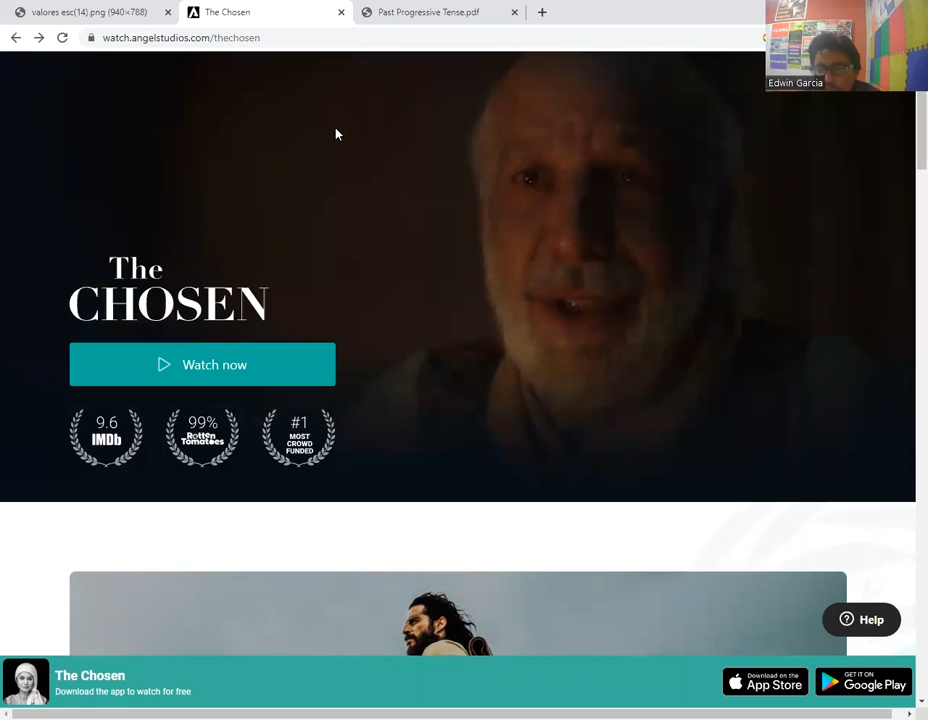 valores esc(14).png (940×788)
The Chosen
Past Progressive Tense.pdf
watch.angelstudios.com/thechosen
Edwin Garcia
The
CHOSEN
Watch now
9.6
IMDb
99%
Rotten
Tomatoes
#1
MOST
CROWD
FUNDED
Help
The Chosen
Download the app to watch for free
Download on the
App Store
GET IT ON
Google Play